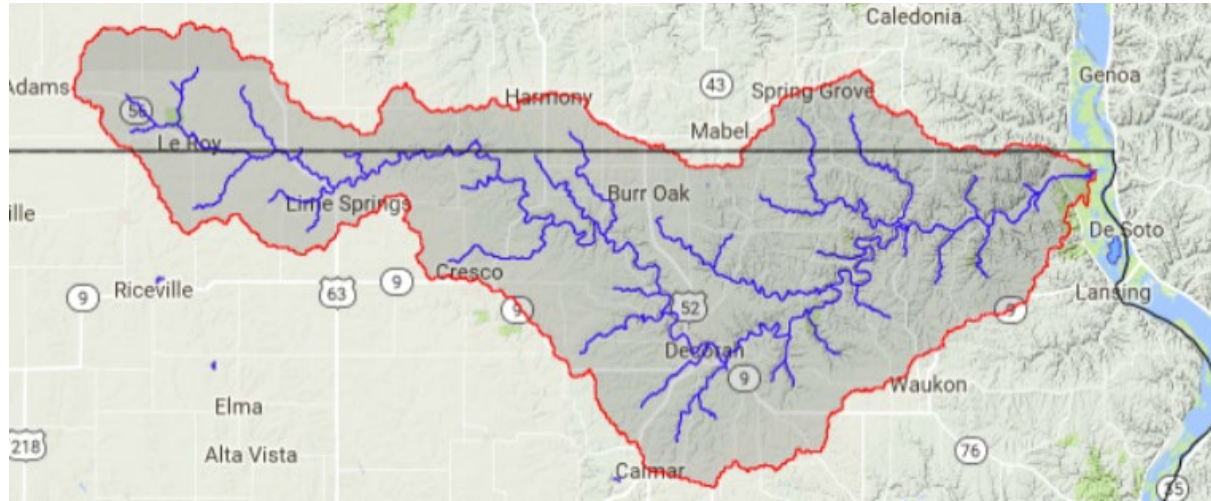 Caledonia
Adams
Genoa
43
Harmony
Spring Grove
56
Mabel
Le Roy
Burr Oak
Lime Springs
ille
De Soto
Cresco
9
Riceville
63
9
Lansing
9
52
9
Decorah
9
Waukon
Elma
218
Alta Vista
76
Calmar
35